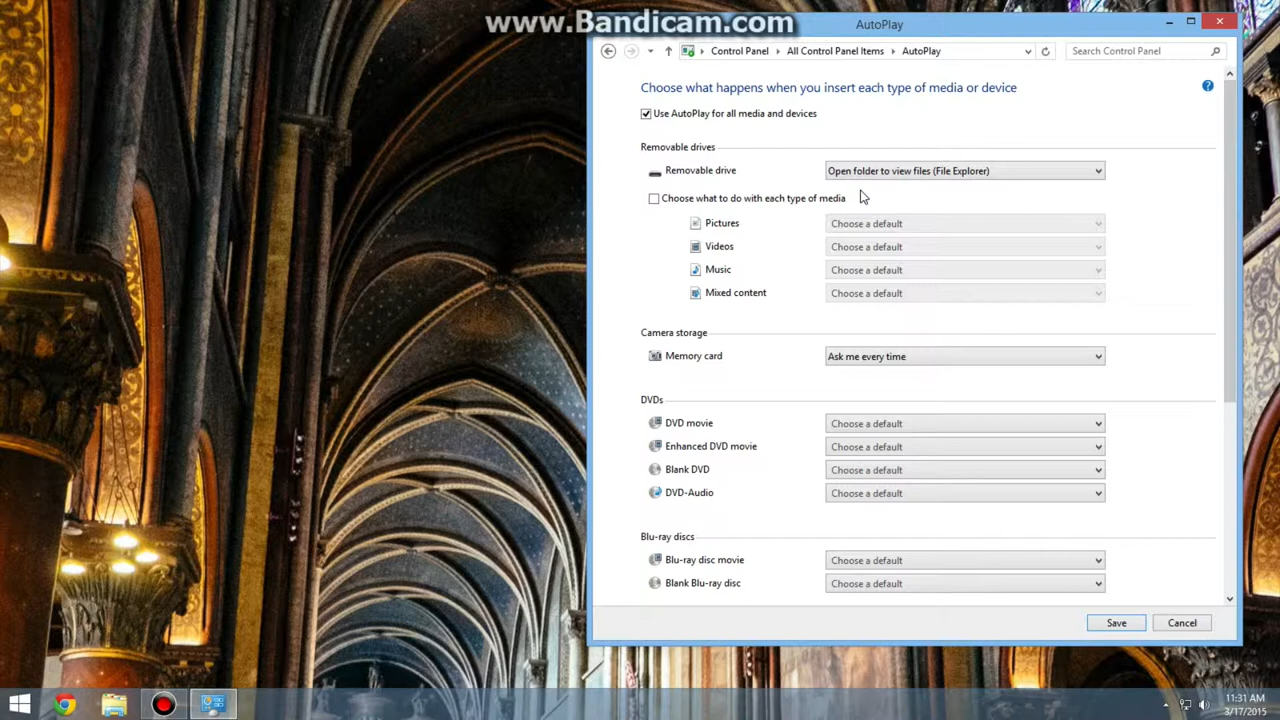 www.Bandicam.com
AutoPlay
Control Panel All Control Panel Items AutoPlay Search Control Panel
Choose what happens when you insert each type of media or device
Use AutoPlay for all media and devices
Removable drives
Removable drive Open folder to view files (File Explorer)
Choose what to do with each type of media
Pictures Choose a default
Videos Choose a default
Music Choose a default
Mixed content Choose a default
Camera storage
Memory card Ask me every time
DVDs
DVD movie Choose a default
Enhanced DVD movie Choose a default
Blank DVD Choose a default
DVD-Audio Choose a default
Blu-ray discs
Blu-ray disc movie Choose a default
Blank Blu-ray disc Choose a default
Save Cancel
11:31 AM
3/17/2015